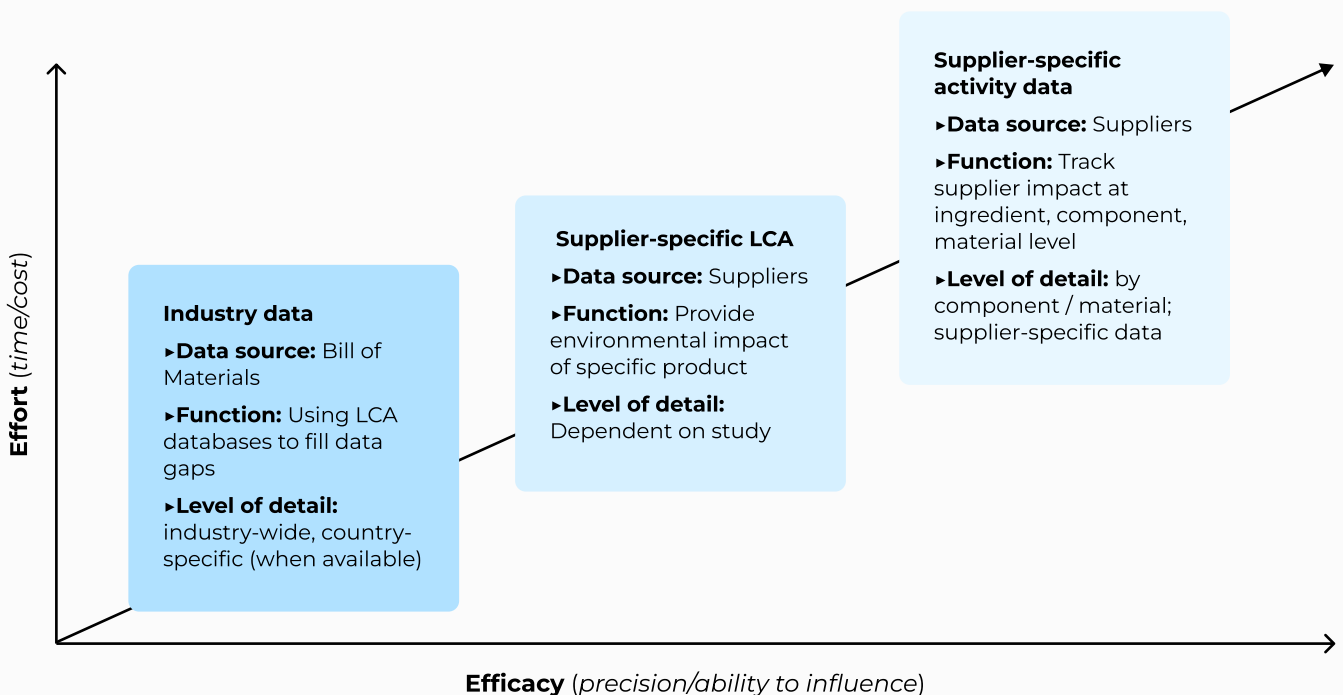 Effort (time/cost)
Industry data
▸Data source: Bill of
Materials
▸Function: Using LCA
databases to fill data
gaps
▸Level of detail:
industry-wide, country-
specific (when available)
Supplier-specific LCA
▸Data source: Suppliers
▸Function: Provide
environmental impact
of specific product
▸Level of detail:
Dependent on study
Supplier-specific
activity data
▸Data source: Suppliers
▸Function: Track
supplier impact at
ingredient, component,
material level
▸Level of detail: by
component / material;
supplier-specific data
Efficacy (precision/ability to influence)